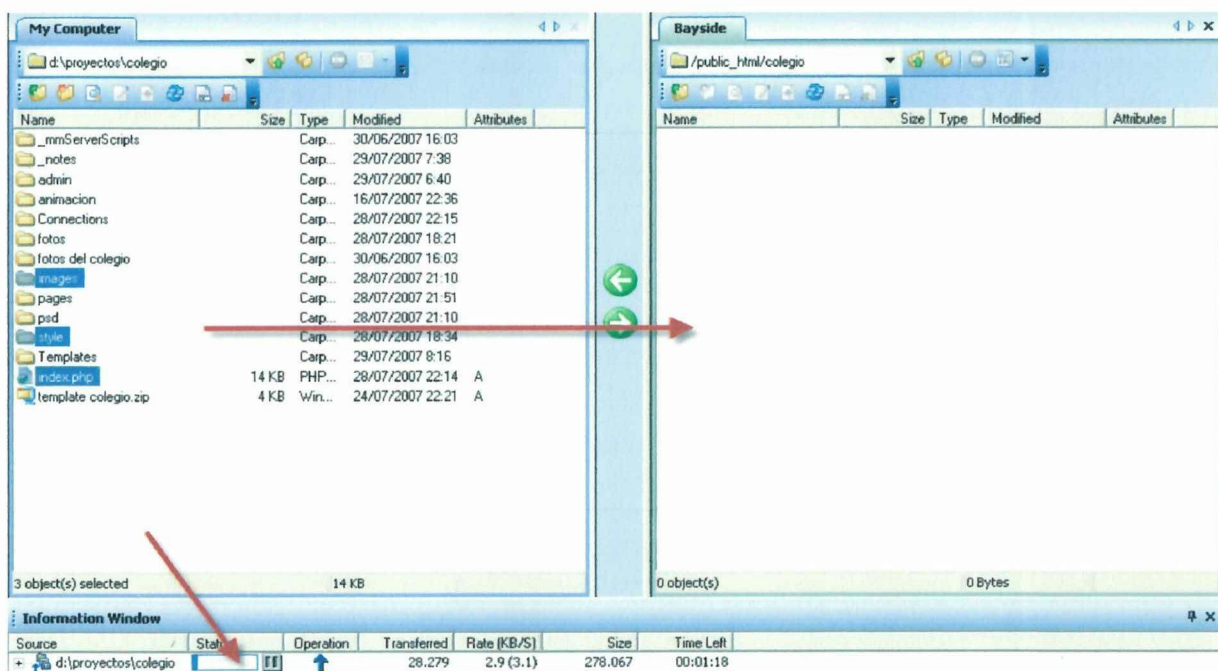 My Computer
d:\proyectos\colegio
Name Size Type Modified Attributes
_mmServerScripts Carp... 30/06/2007 16:03
_notes Carp... 29/07/2007 7:38
admin Carp... 29/07/2007 6:40
animacion Carp... 16/07/2007 22:36
Connections Carp... 28/07/2007 22:15
fotos Carp... 28/07/2007 18:21
fotos del colegio Carp... 30/06/2007 16:03
images Carp... 28/07/2007 21:10
pages Carp... 28/07/2007 21:51
psd Carp... 28/07/2007 21:10
style Carp... 28/07/2007 18:34
Templates Carp... 29/07/2007 8:16
index.php 14 KB PHP... 28/07/2007 22:14 A
template colegio.zip 4 KB Win... 24/07/2007 22:21 A
3 object(s) selected 14 KB
Bayside
/public_html/colegio
Name Size Type Modified Attributes
0 object(s) 0 Bytes
Information Window
Source Stat Operation Transferred Rate (KB/S) Size Time Left
d:\proyectos\colegio 28.279 2.9 (3.1) 278.067 00:01:18